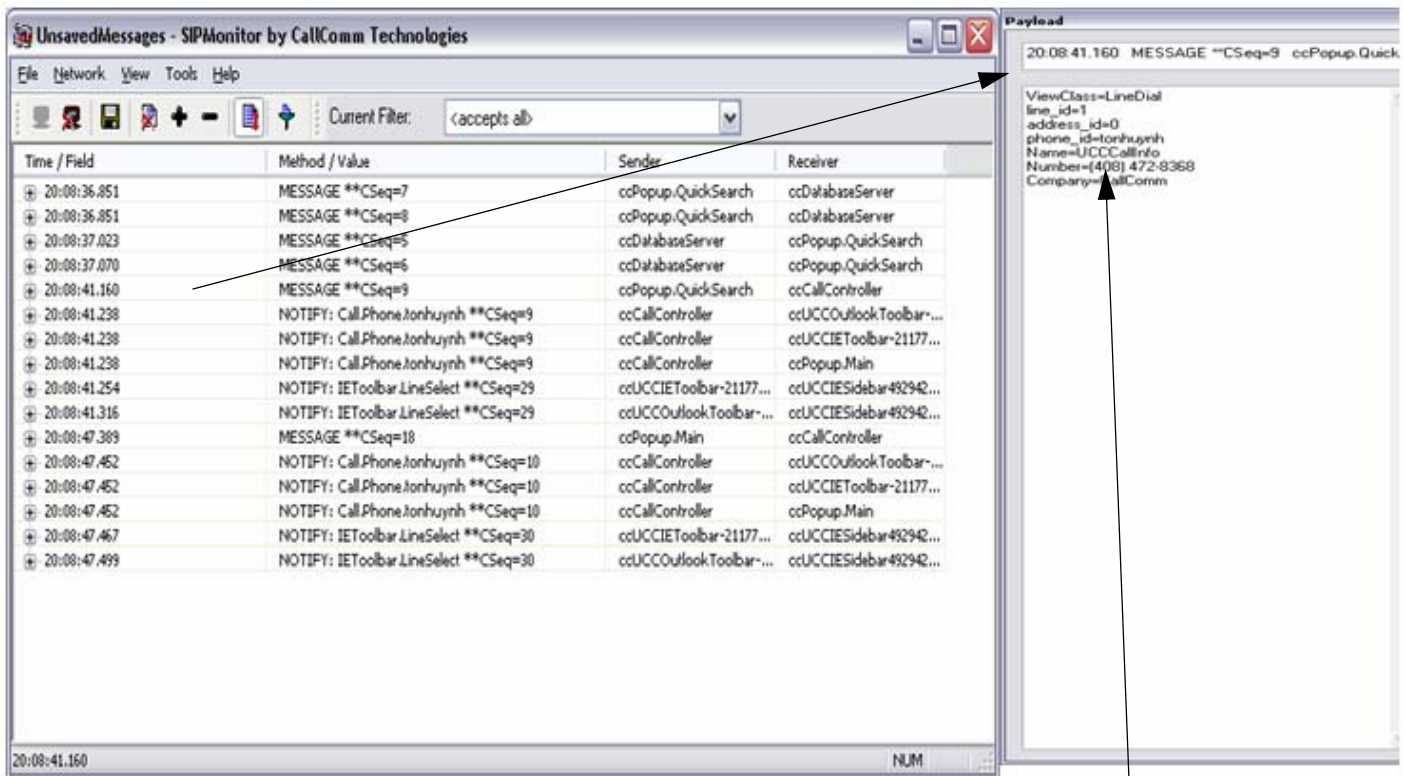 UnsavedMessages - SIPMonitor by CallComm Technologies
File Network View Tools Help
Current Filter: <accepts all>
Time / Field Method / Value Sender Receiver
20:08:36.851 MESSAGE **CSeq=7 ccPopup.QuickSearch ccDatabaseServer
20:08:36.851 MESSAGE **CSeq=8 ccPopup.QuickSearch ccDatabaseServer
20:08:37.023 MESSAGE **CSeq=5 ccDatabaseServer ccPopup.QuickSearch
20:08:37.070 MESSAGE **CSeq=6 ccDatabaseServer ccPopup.QuickSearch
20:08:41.160 MESSAGE **CSeq=9 ccPopup.QuickSearch ccCallController
20:08:41.238 NOTIFY: Call.Phone.tonhuynh **CSeq=9 ccCallController ccUCCOutlookToolbar-...
20:08:41.238 NOTIFY: Call.Phone.tonhuynh **CSeq=9 ccCallController ccUCCIEToolbar-21177...
20:08:41.238 NOTIFY: Call.Phone.tonhuynh **CSeq=9 ccCallController ccPopup.Main
20:08:41.254 NOTIFY: IEToolbar.LineSelect **CSeq=29 ccUCCIEToolbar-21177... ccUCCIESidebar492942...
20:08:41.316 NOTIFY: IEToolbar.LineSelect **CSeq=29 ccUCCOutlookToolbar-... ccUCCIESidebar492942...
20:08:47.389 MESSAGE **CSeq=18 ccPopup.Main ccCallController
20:08:47.452 NOTIFY: Call.Phone.tonhuynh **CSeq=10 ccCallController ccUCCOutlookToolbar-...
20:08:47.452 NOTIFY: Call.Phone.tonhuynh **CSeq=10 ccCallController ccUCCIEToolbar-21177...
20:08:47.452 NOTIFY: Call.Phone.tonhuynh **CSeq=10 ccCallController ccPopup.Main
20:08:47.467 NOTIFY: IEToolbar.LineSelect **CSeq=30 ccUCCIEToolbar-21177... ccUCCIESidebar492942...
20:08:47.499 NOTIFY: IEToolbar.LineSelect **CSeq=30 ccUCCOutlookToolbar-... ccUCCIESidebar492942...
20:08:41.160 NUM
Payload
20:08:41.160 MESSAGE **CSeq=9 ccPopup.Quick
ViewClass=LineDial
line_id=1
address_id=0
phone_id=tonhuynh
Name=UCCCallInfo
Number=(408) 472-8368
Company=CallComm